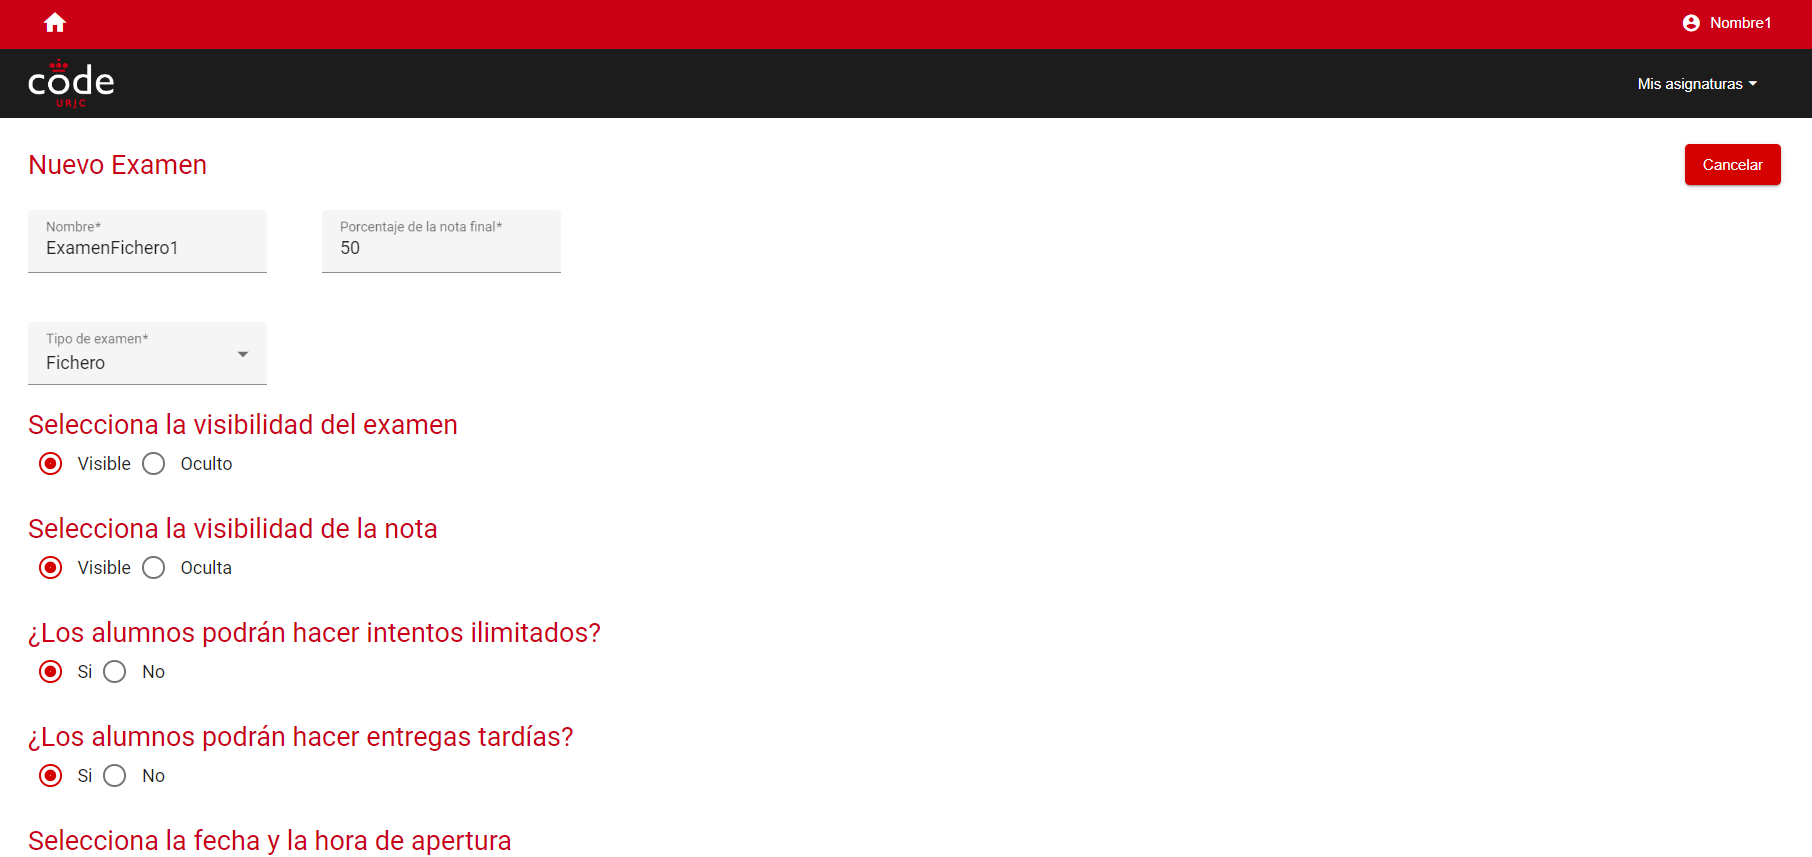 Nombre1
code
URJC
Mis asignaturas
Nuevo Examen
Cancelar
Nombre*
ExamenFichero1
Porcentaje de la nota final*
50
Tipo de examen*
Fichero
Selecciona la visibilidad del examen
Visible Oculto
Selecciona la visibilidad de la nota
Visible Oculta
¿Los alumnos podrán hacer intentos ilimitados?
Si No
¿Los alumnos podrán hacer entregas tardías?
Si No
Selecciona la fecha y la hora de apertura